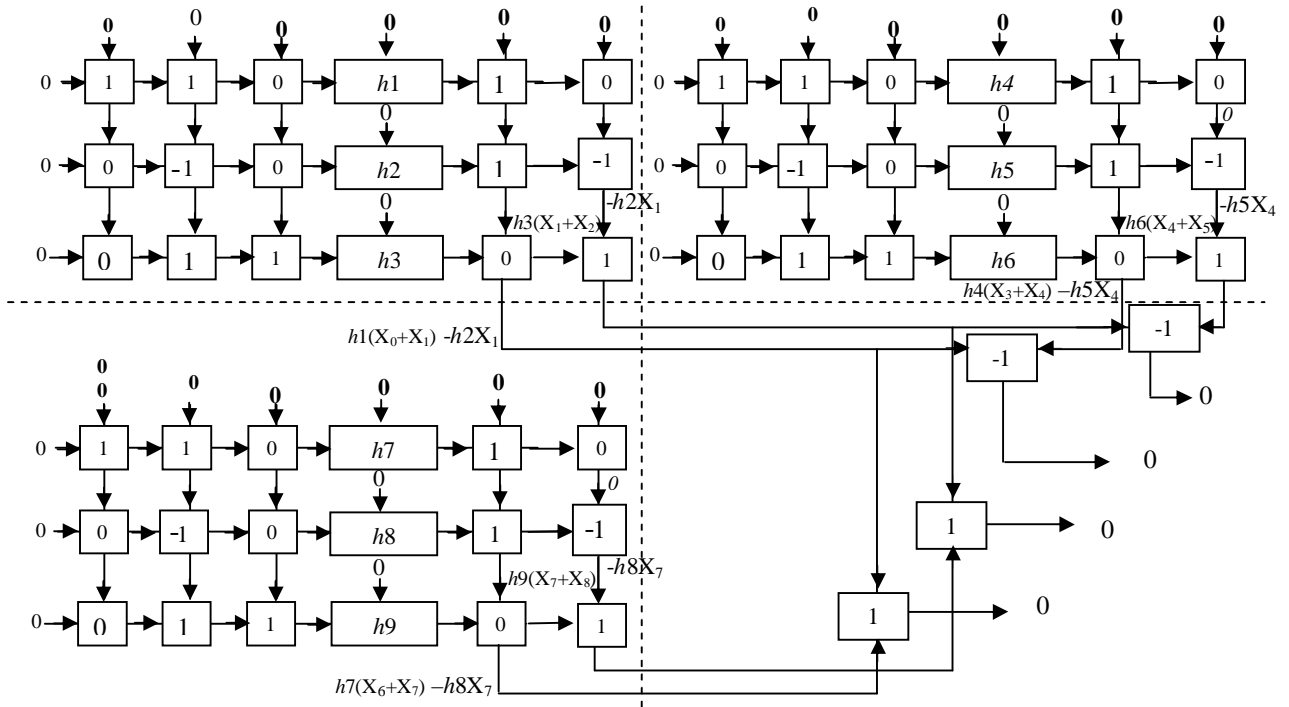 0 0 0 0 0 0 0 0 0 0 0 0
0 1 1 0 h1 1 0 0 1 1 0 h4 1 0
0 0 0
0 0 -1 0 h2 1 -1 0 0 -1 0 h5 1 -1
0 -h2X₁ 0 -h5X₄
h3(X₁+X₂) h6(X₄+X₅)
0 0 1 1 h3 0 1 0 0 1 1 h6 0 1
h4(X₃+X₄) –h5X₄
h1(X₀+X₁) -h2X₁ -1
-1
0
0 0 0 0 0 0
0
0 1 1 0 h7 1 0 0
0 0
0 0 -1 0 h8 1 -1 1 0
0 h9(X₇+X₈) -h8X₇
0 0 1 1 h9 0 1 1 0
h7(X₆+X₇) –h8X₇